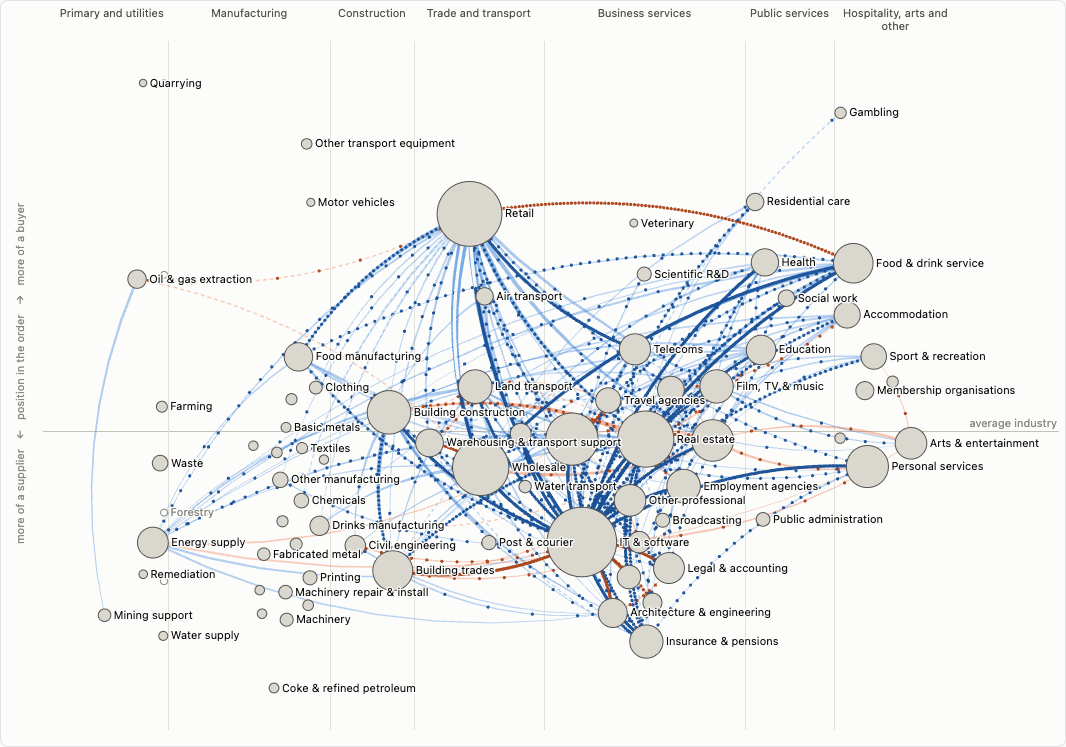 Primary and utilities
Manufacturing
Construction
Trade and transport
Business services
Public services
Hospitality, arts and
other
more of a supplier ← position in the order → more of a buyer
Quarrying
Gambling
Other transport equipment
Motor vehicles
Residential care
Retail
Veterinary
Health
Food & drink service
Scientific R&D
Oil & gas extraction
Air transport
Social work
Accommodation
Telecoms
Education
Food manufacturing
Sport & recreation
Clothing
Land transport
Film, TV & music
Membership organisations
Travel agencies
Farming
Building construction
average industry
Basic metals
Real estate
Warehousing & transport support
Arts & entertainment
Textiles
Waste
Wholesale
Personal services
Other manufacturing
Water transport
Employment agencies
Chemicals
Other professional
Forestry
Broadcasting
Public administration
Drinks manufacturing
Energy supply
Civil engineering
Post & courier
IT & software
Fabricated metal
Legal & accounting
Building trades
Remediation
Printing
Machinery repair & install
Architecture & engineering
Mining support
Machinery
Water supply
Insurance & pensions
Coke & refined petroleum